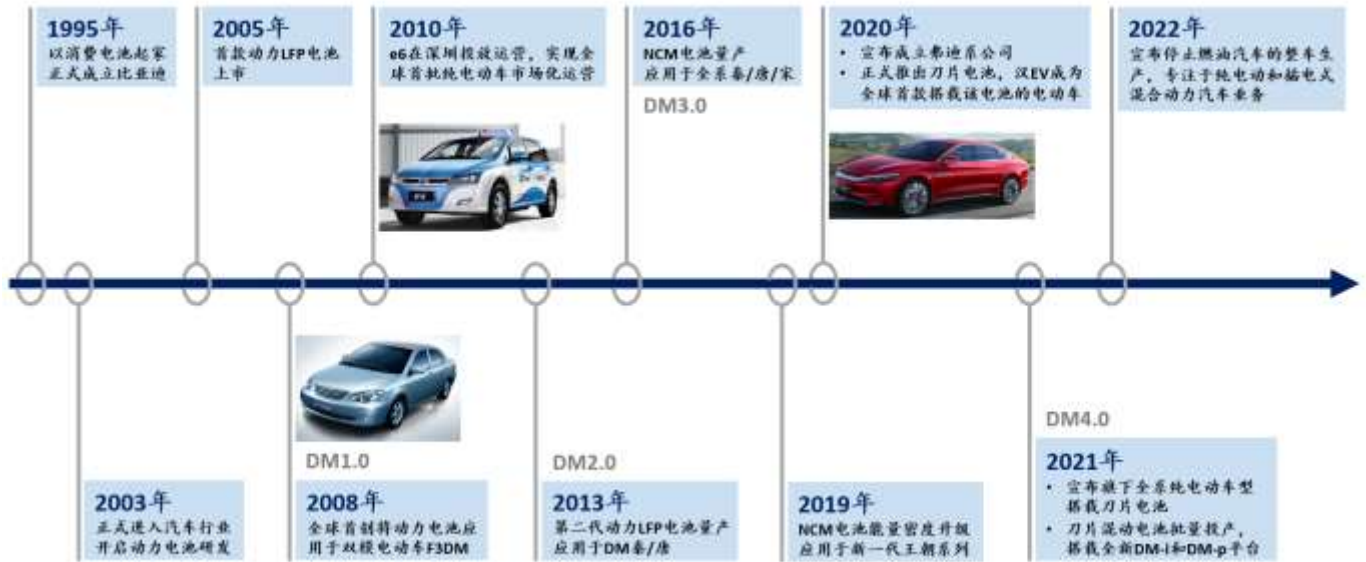 1995年
以消费电池起家
正式成立比亚迪
2005年
首款动力LFP电池
上市
2010年
e6在深圳投放运营，实现全
球首批纯电动车市场化运营
2016年
NCM电池量产
应用于全系秦/唐/宋
DM3.0
2020年
• 宣布成立弗迪系公司
• 正式推出刀片电池，汉EV成为
全球首款搭载该电池的电动车
2022年
宣布停止燃油汽车的整车生
产，专注于纯电动和插电式
混合动力汽车业务
2003年
正式进入汽车行业
开启动力电池研发
DM1.0
2008年
全球首创将动力电池应
用于双模电动车F3DM
DM2.0
2013年
第二代动力LFP电池量产
应用于DM秦/唐
2019年
NCM电池能量密度升级
应用于新一代王朝系列
DM4.0
2021年
• 宣布旗下全系纯电动车型
搭载刀片电池
• 刀片混动电池批量投产，
搭载全新DM-i和DM-p平台